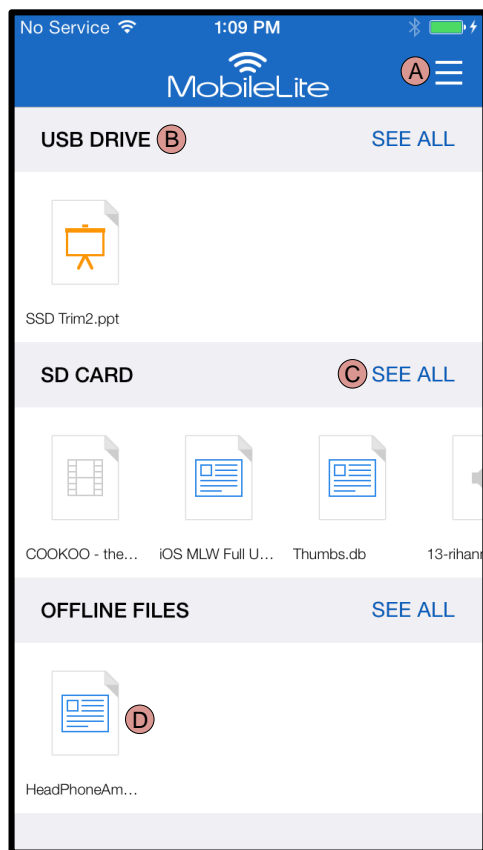 No Service 1:09 PM
MobileLite
A
USB DRIVE B SEE ALL
SSD Trim2.ppt
SD CARD C SEE ALL
COOKOO - the... iOS MLW Full U... Thumbs.db 13-rihann
OFFLINE FILES SEE ALL
D
HeadPhoneAm...